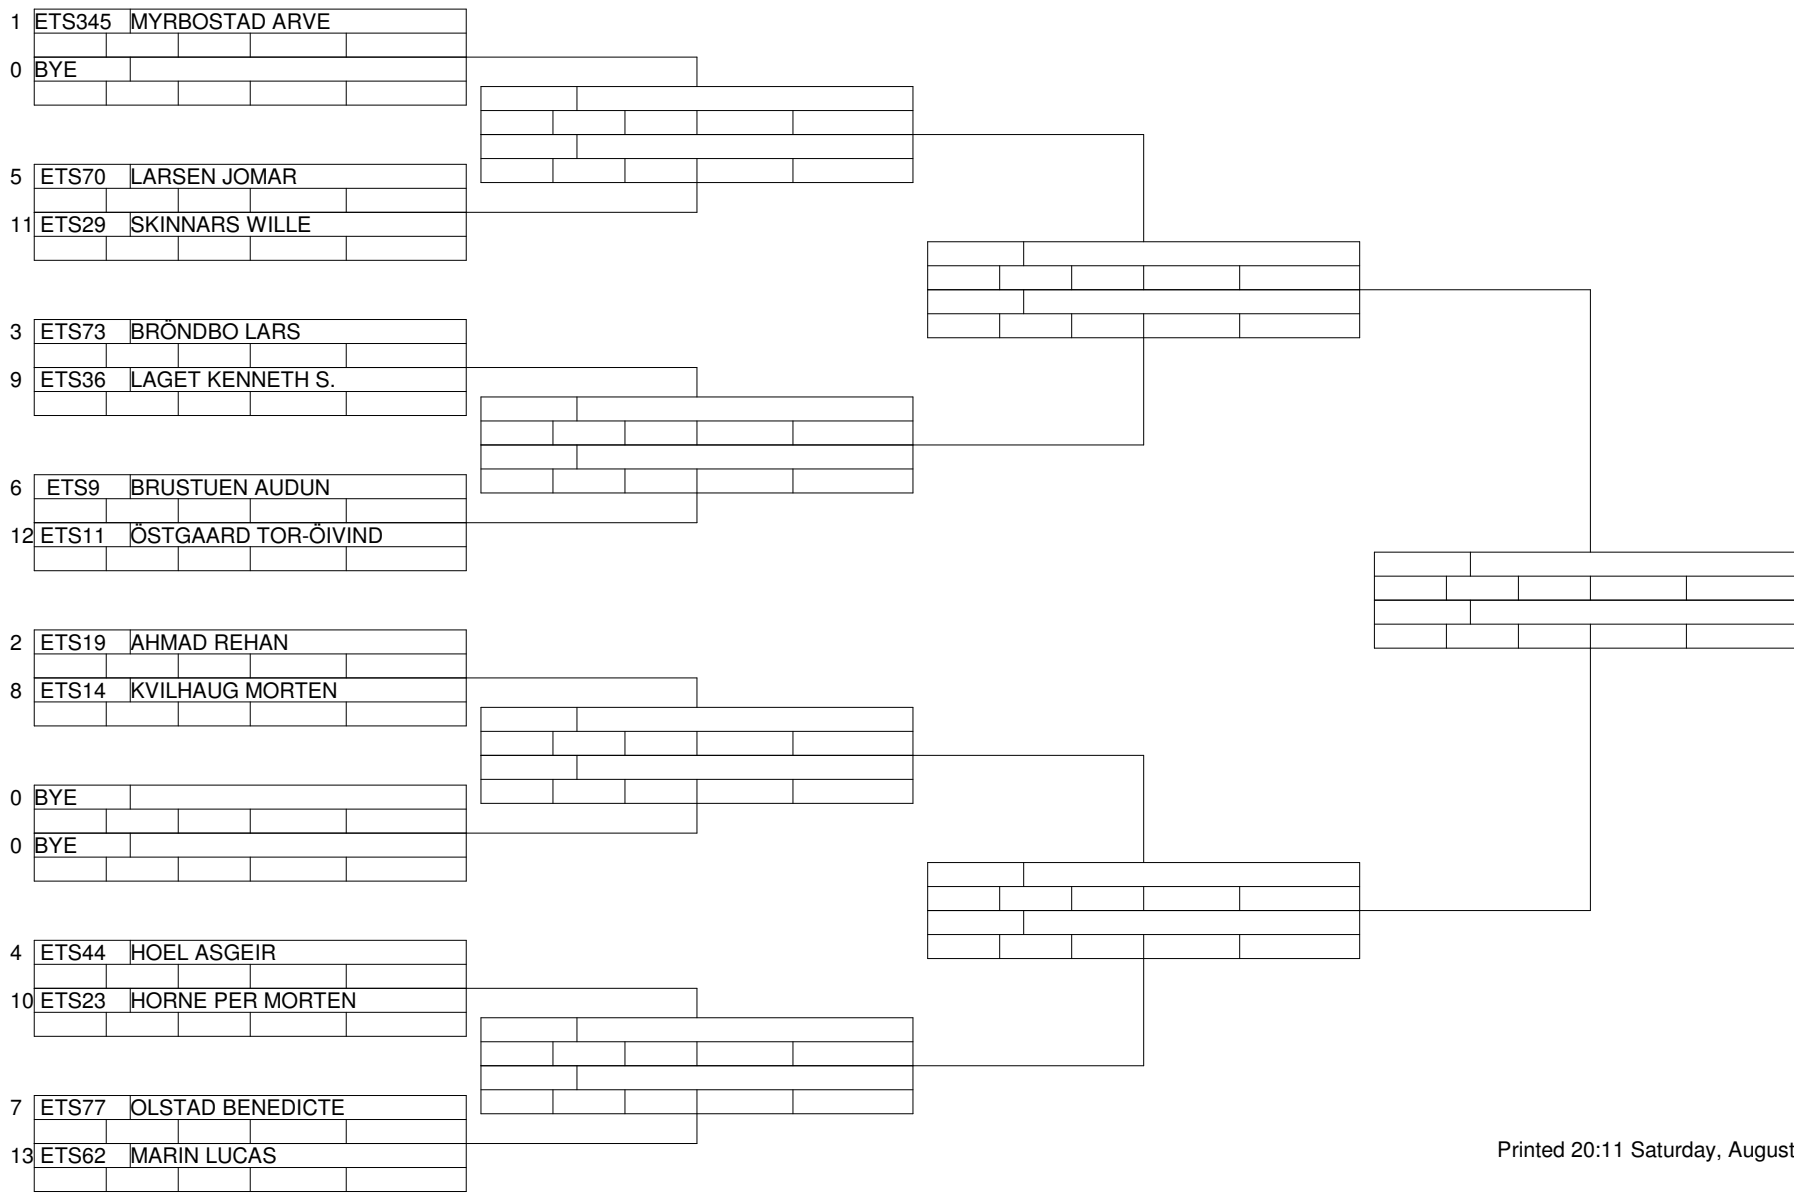 1 ETS345 MYRBOSTAD ARVE
0 BYE
5 ETS70 LARSEN JOMAR
11 ETS29 SKINNARS WILLE
3 ETS73 BRÖNDBO LARS
9 ETS36 LAGET KENNETH S.
6 ETS9 BRUSTUEN AUDUN
12 ETS11 ÖSTGAARD TOR-ÖIVIND
2 ETS19 AHMAD REHAN
8 ETS14 KVILHAUG MORTEN
0 BYE
0 BYE
4 ETS44 HOEL ASGEIR
10 ETS23 HORNE PER MORTEN
7 ETS77 OLSTAD BENEDICTE
13 ETS62 MARIN LUCAS
Printed 20:11 Saturday, August